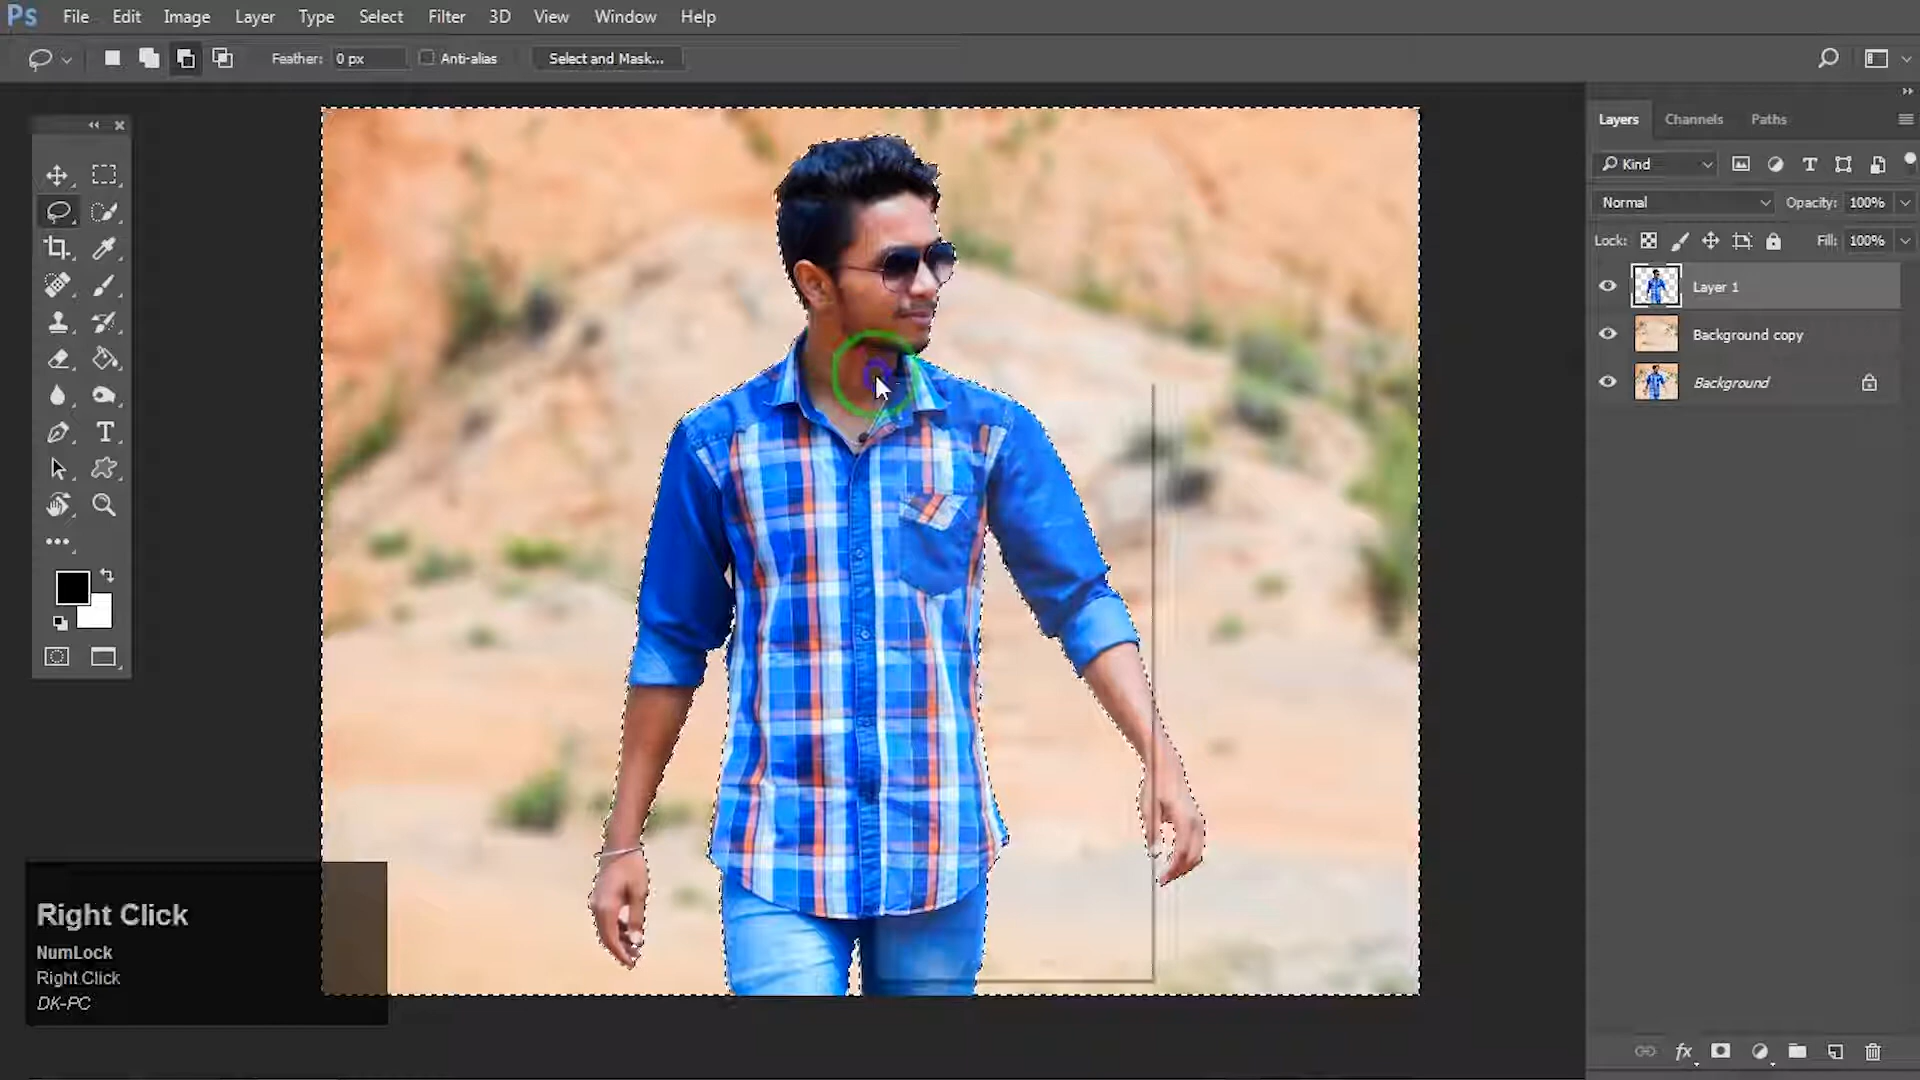 Ps File Edit Image Layer Type Select Filter 3D View Window Help
Feather: 0 px Anti-alias Select and Mask...
Layers Channels Paths
Kind
Normal Opacity: 100%
Lock: Fill: 100%
Layer 1
Background copy
Background
Right Click
NumLock
Right Click
DK-PC